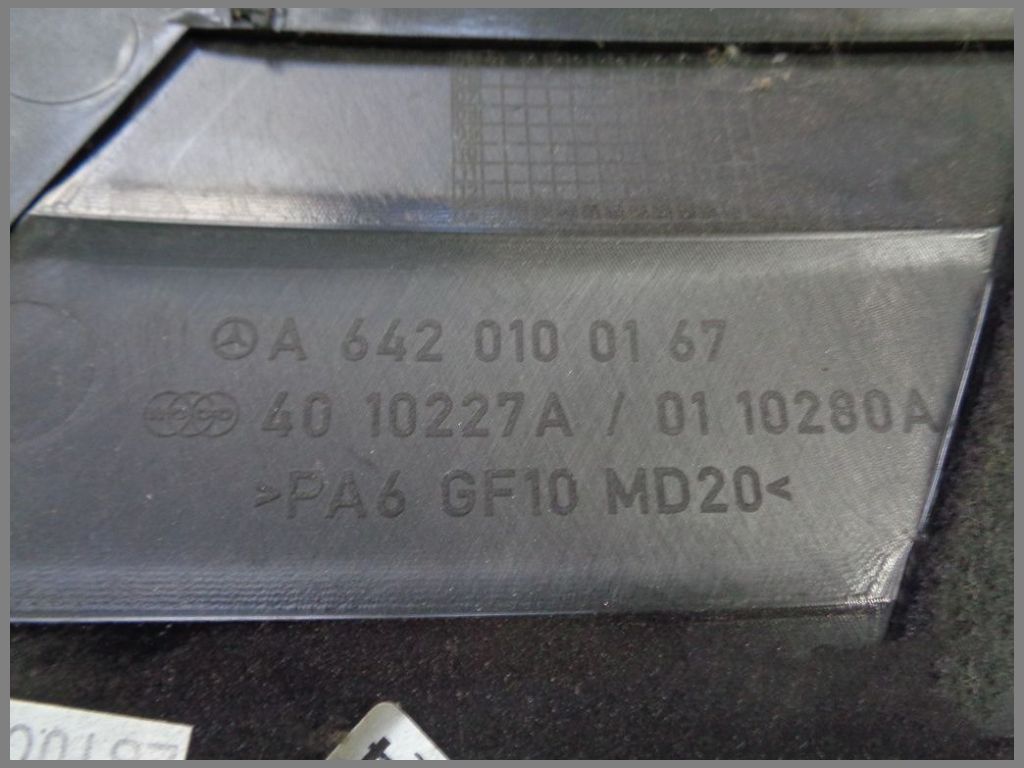 A 642 010 01 67
40 10227A / 01 10280A
>PA6 GF10 MD20<